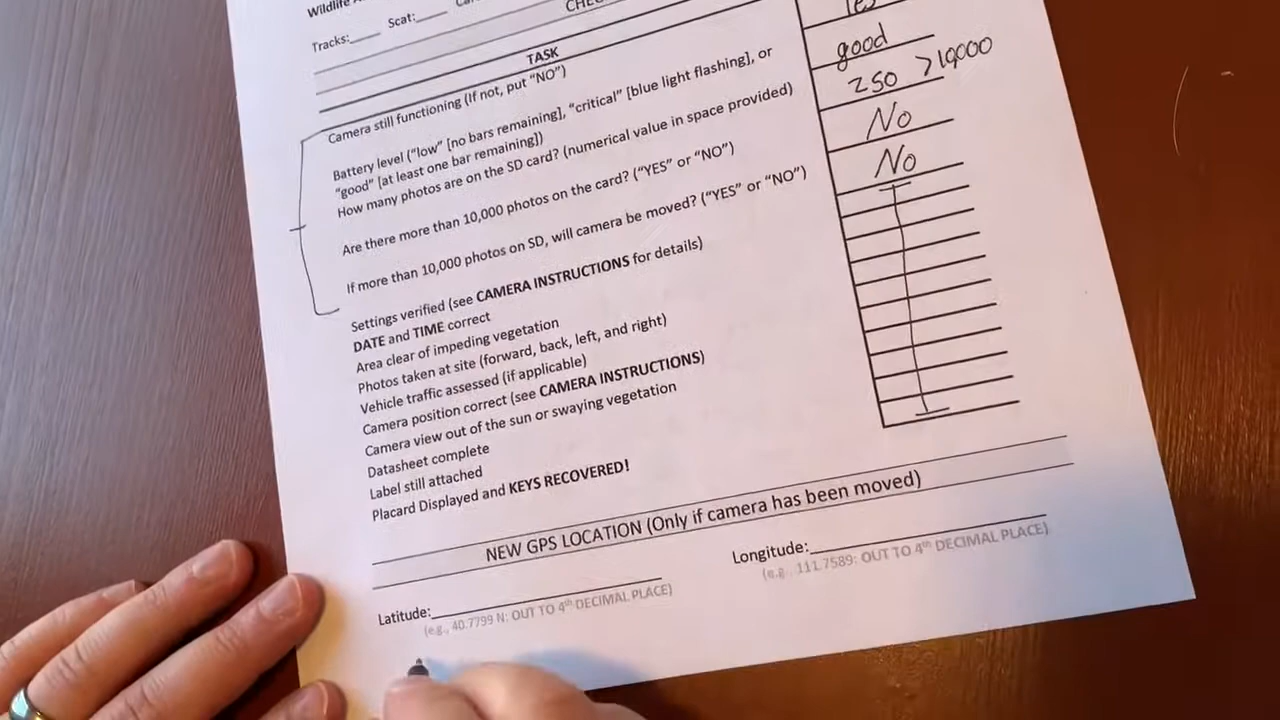 Wildlife
Tracks:____ Scat:____
TASK
Camera still functioning (If not, put “NO”)
Battery level (“low” [no bars remaining], “critical” [blue light flashing], or
“good” [at least one bar remaining]) good
How many photos are on the SD card? (numerical value in space provided) 250 >10,000
Are there more than 10,000 photos on the card? (“YES” or “NO”) No
If more than 10,000 photos on SD, will camera be moved? (“YES” or “NO”) No
Settings verified (see CAMERA INSTRUCTIONS for details)
DATE and TIME correct
Area clear of impeding vegetation
Photos taken at site (forward, back, left, and right)
Vehicle traffic assessed (if applicable)
Camera position correct (see CAMERA INSTRUCTIONS)
Camera view out of the sun or swaying vegetation
Datasheet complete
Label still attached
Placard Displayed and KEYS RECOVERED!
NEW GPS LOCATION (Only if camera has been moved)
Latitude:____ Longitude:____
(e.g., 40.7799 N: OUT TO 4th DECIMAL PLACE) (e.g., 111.7589: OUT TO 4th DECIMAL PLACE)